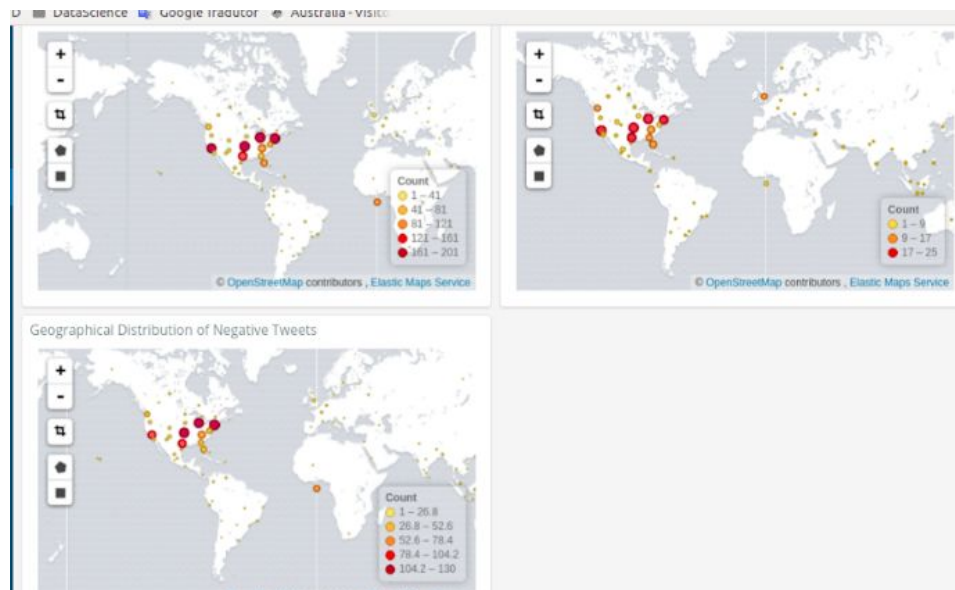 DataScience Google Tradutor Australia - Visito
+
-
Count
1 – 41
41 – 81
81 – 121
121 – 161
161 – 201
© OpenStreetMap contributors , Elastic Maps Service
+
-
Count
1 – 9
9 – 17
17 – 25
© OpenStreetMap contributors , Elastic Maps Service
Geographical Distribution of Negative Tweets
+
-
Count
1 – 26.8
26.8 – 52.6
52.6 – 78.4
78.4 – 104.2
104.2 – 130